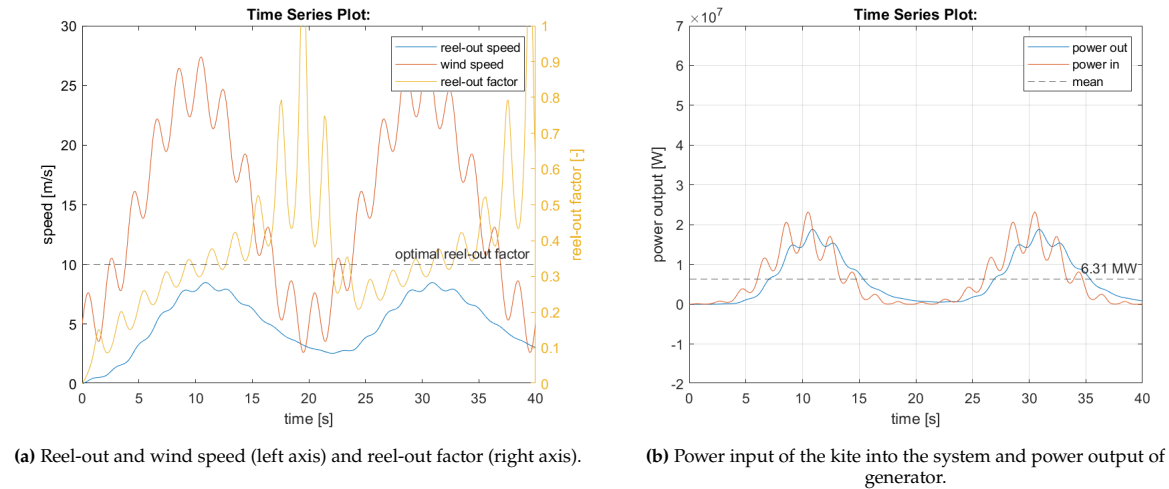 Time Series Plot:
30
25
20
15
10
5
0
speed [m/s]
reel-out speed
wind speed
reel-out factor
optimal reel-out factor
1
0.9
0.8
0.7
0.6
0.5
0.4
0.3
0.2
0.1
0
reel-out factor [-]
0 5 10 15 20 25 30 35 40
time [s]
(a) Reel-out and wind speed (left axis) and reel-out factor (right axis).
Time Series Plot:
×10⁷
7
6
5
4
3
2
1
0
-1
-2
power output [W]
power out
power in
mean
6.31 MW
0 5 10 15 20 25 30 35 40
time [s]
(b) Power input of the kite into the system and power output of
generator.